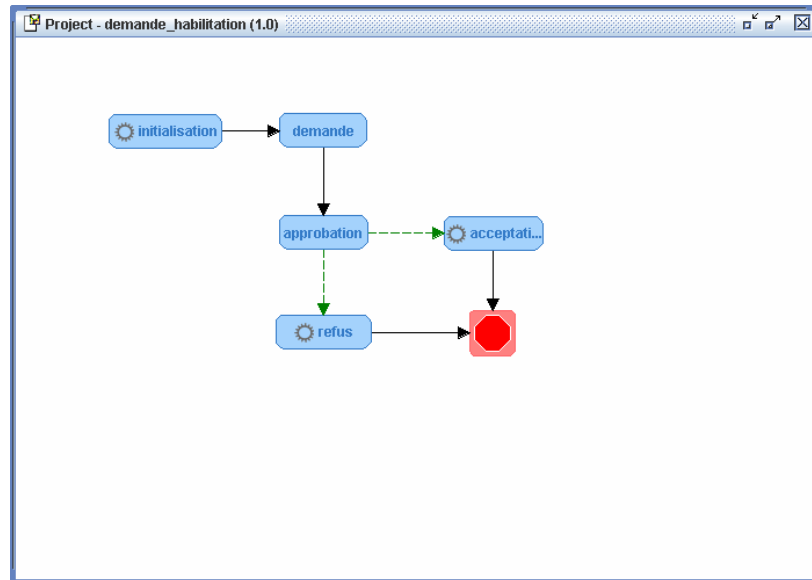 Project - demande_habilitation (1.0)
initialisation
demande
approbation
acceptati...
refus